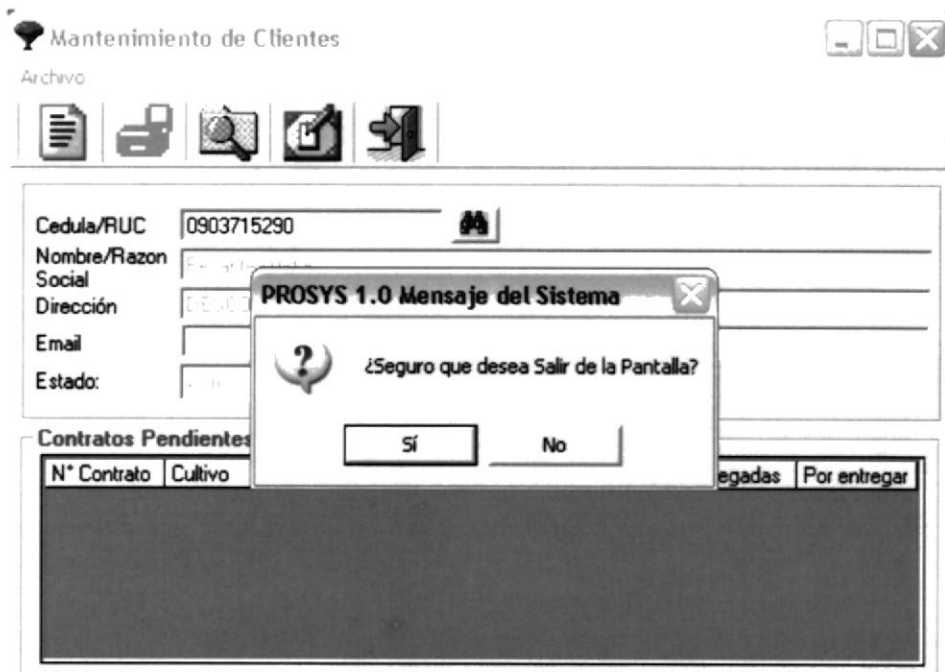 Mantenimiento de Clientes
Archivo
Cedula/RUC 0903715290
Nombre/Razon
Social
PROSYS 1.0 Mensaje del Sistema
Dirección
Email
¿Seguro que desea Salir de la Pantalla?
Estado:
Sí No
Contratos Pendientes
N° Contrato Cultivo egadas Por entregar